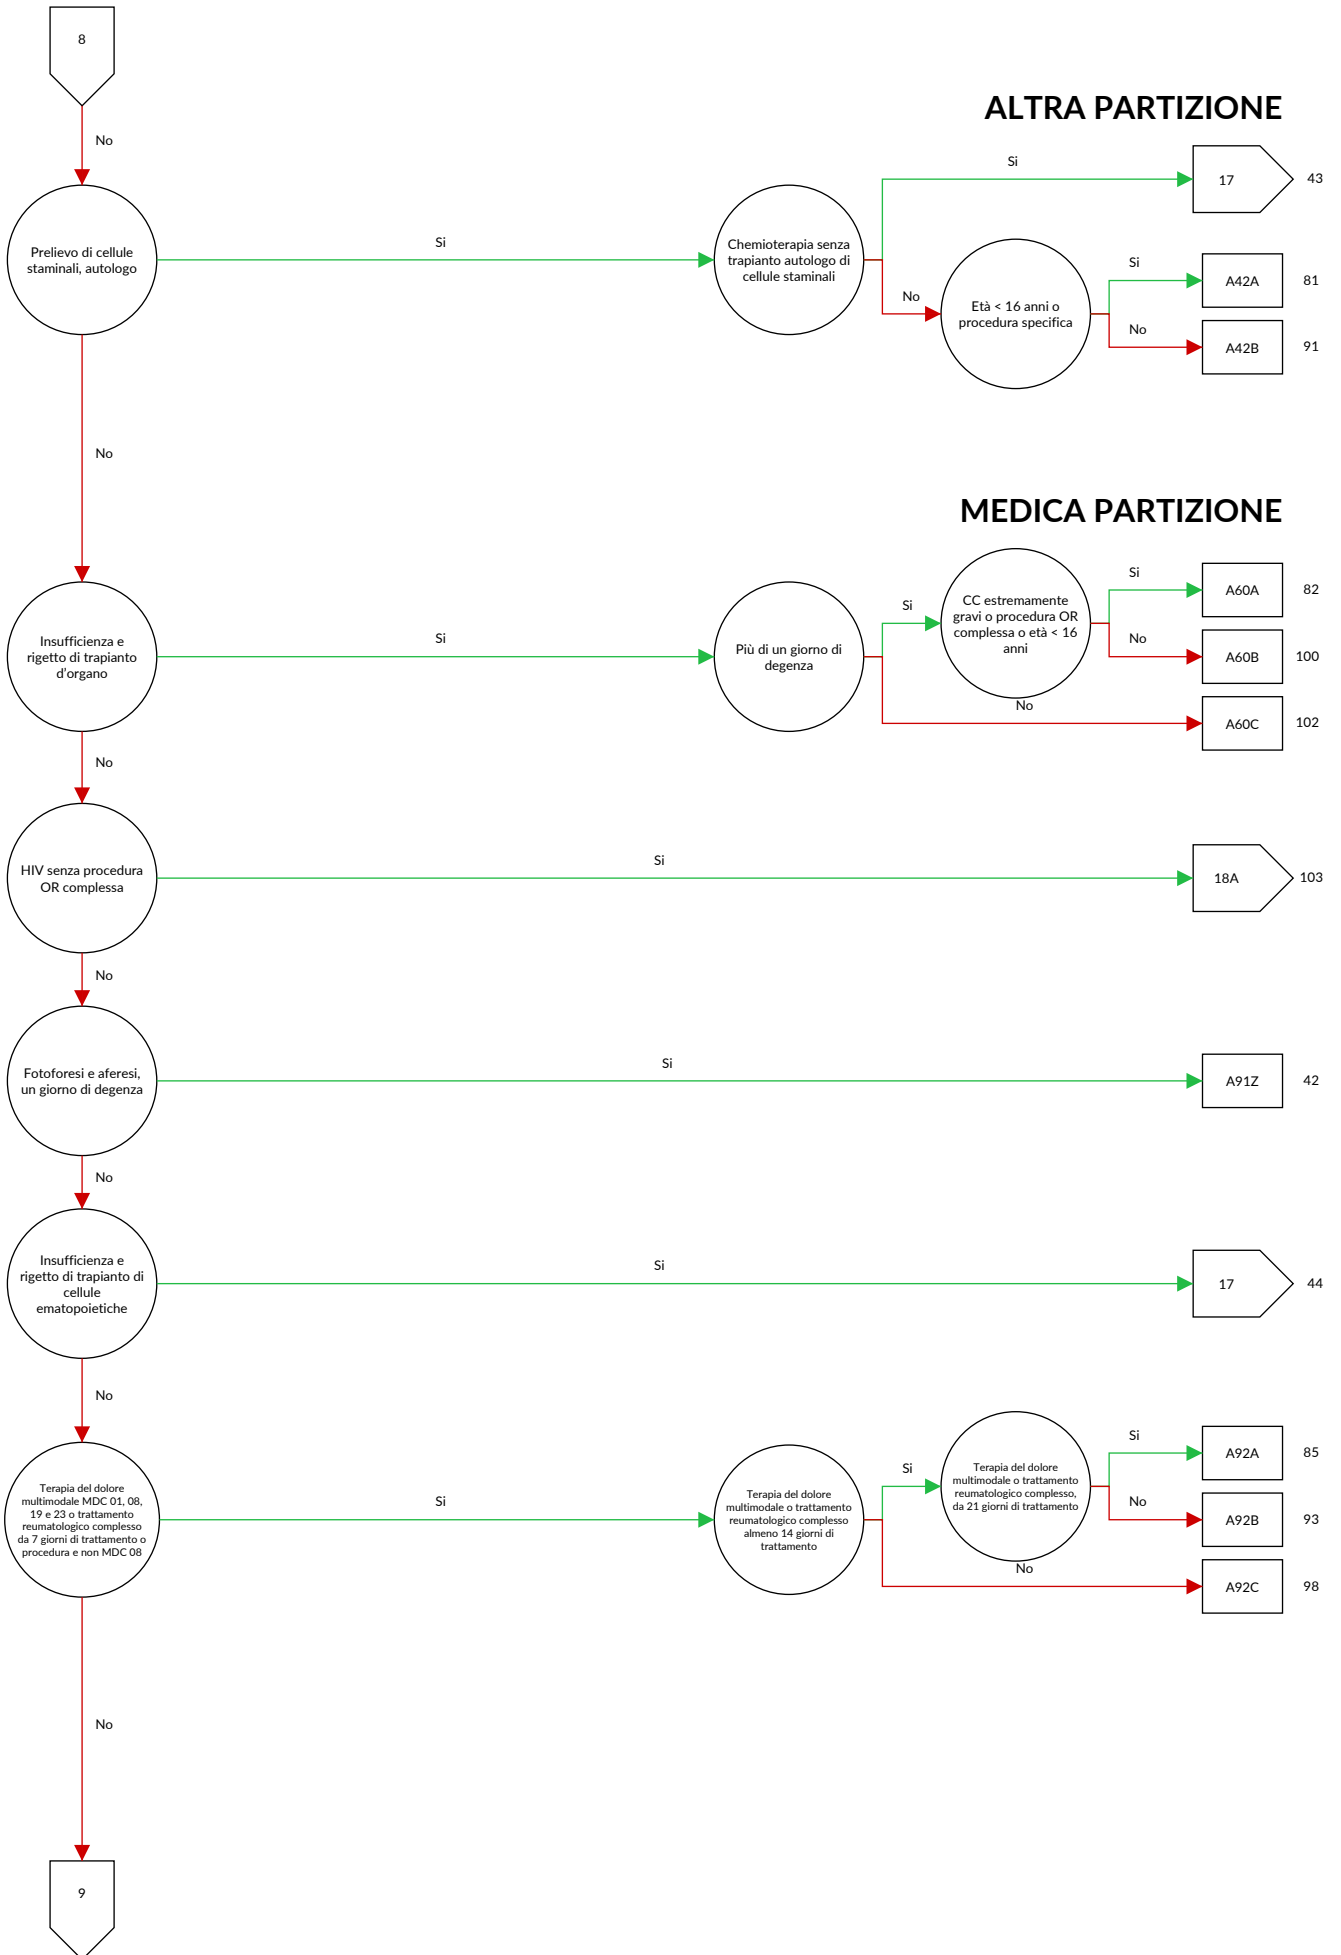 8
No
ALTRA PARTIZIONE
Prelievo di cellule
staminali, autologo
Si
Chemioterapia senza
trapianto autologo di
cellule staminali
Si
17
43
No
Età < 16 anni o
procedura specifica
Si
A42A
81
No
A42B
91
No
MEDICA PARTIZIONE
Insufficienza e
rigetto di trapianto
d'organo
Si
Più di un giorno di
degenza
Si
CC estremamente
gravi o procedura OR
complessa o età < 16
anni
Si
A60A
82
No
A60B
100
No
A60C
102
No
HIV senza procedura
OR complessa
Si
18A
103
No
Fotoforesi e aferesi,
un giorno di degenza
Si
A91Z
42
No
Insufficienza e
rigetto di trapianto di
cellule
ematopoietiche
Si
17
44
No
Terapia del dolore
multimodale MDC 01, 08,
19 e 23 o trattamento
reumatologico complesso
da 7 giorni di trattamento o
procedura e non MDC 08
Si
Terapia del dolore
multimodale o trattamento
reumatologico complesso
almeno 14 giorni di
trattamento
Si
Terapia del dolore
multimodale o trattamento
reumatologico complesso,
da 21 giorni di trattamento
Si
A92A
85
No
A92B
93
No
A92C
98
No
9